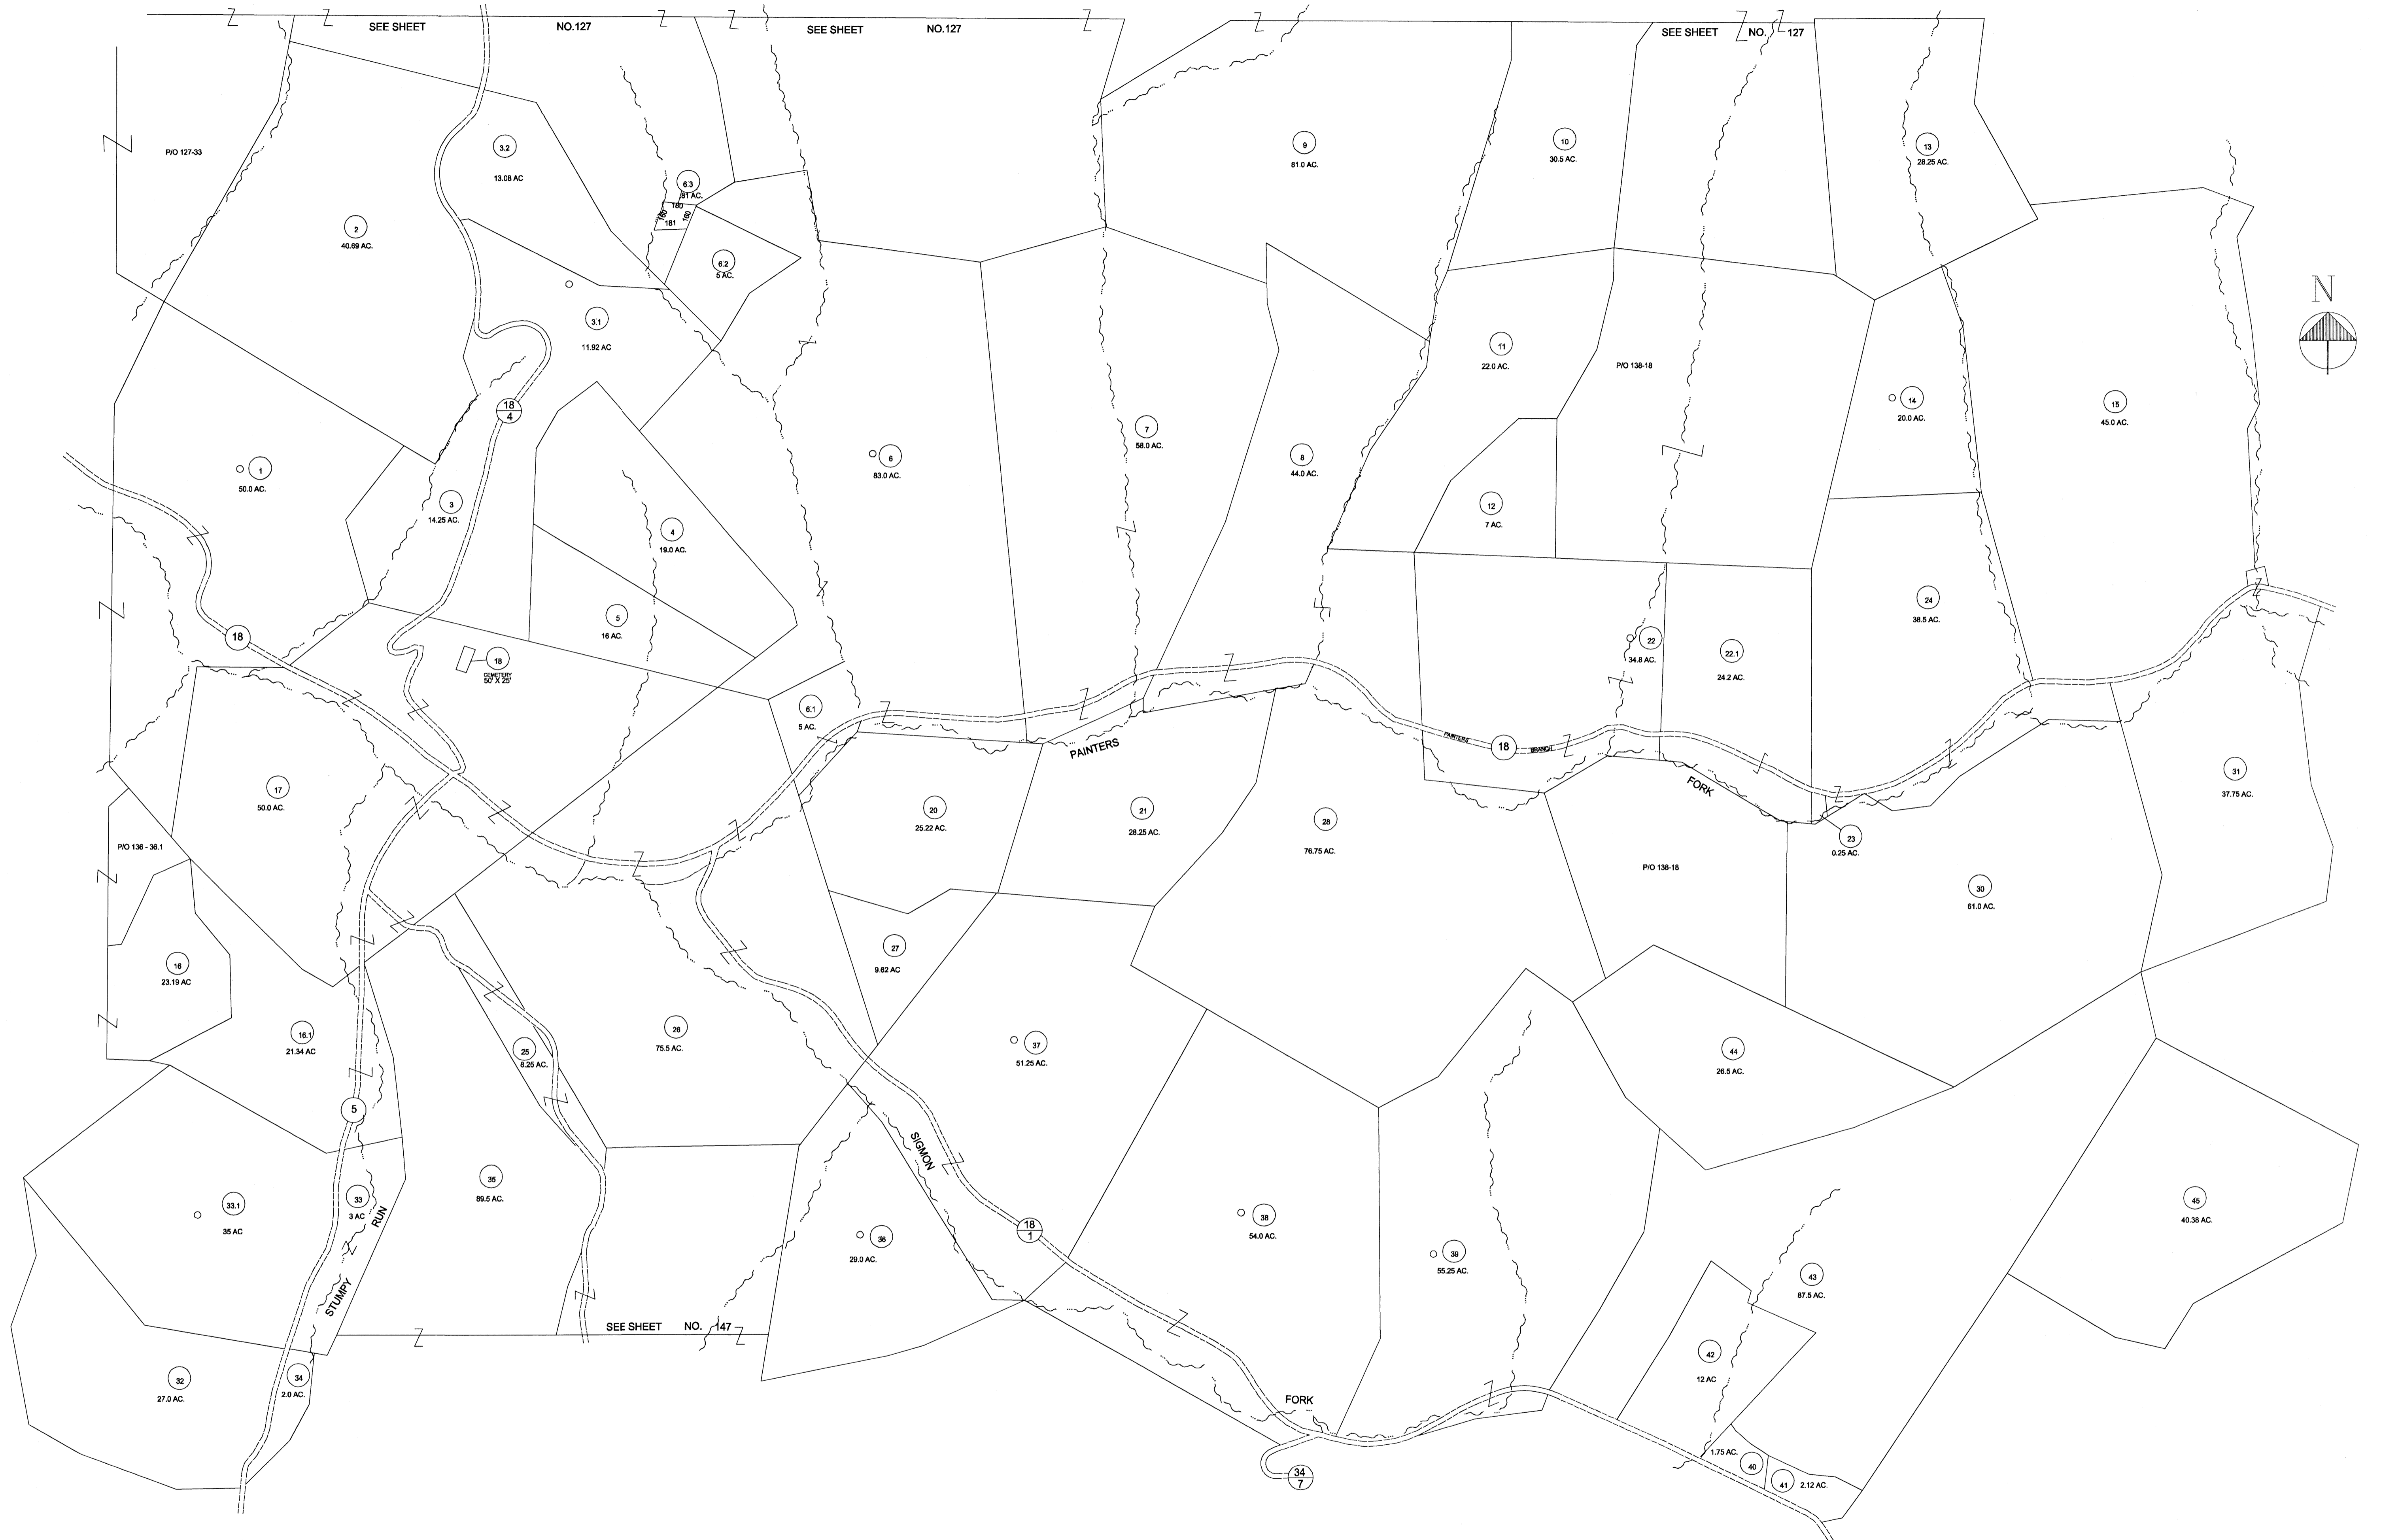 SEE SHEET NO.127
SEE SHEET NO.127
SEE SHEET NO. 127
P/O 127-33
2
40.69 AC.
3.2
13.08 AC
6.3
81 AC.
180
160
160
181
6.2
5 AC.
9
81.0 AC.
10
30.5 AC.
13
28.25 AC.
N
3.1
11.92 AC
18
4
1
50.0 AC.
3
14.25 AC.
4
19.0 AC.
5
16 AC.
6
83.0 AC.
7
58.0 AC.
8
44.0 AC.
11
22.0 AC.
P/O 138-18
12
7 AC.
14
20.0 AC.
15
45.0 AC.
18
18
CEMETERY
50' X 25'
6.1
5 AC.
22
34.8 AC.
22.1
24.2 AC.
24
38.5 AC.
PAINTERS
PAINTERS
18
BRANCH
FORK
17
50.0 AC.
20
25.22 AC.
21
28.25 AC.
28
76.75 AC.
23
0.25 AC.
31
37.75 AC.
P/O 136 - 36.1
P/O 138-18
30
61.0 AC.
16
23.19 AC
27
9.62 AC
16.1
21.34 AC
25
8.25 AC.
26
75.5 AC.
37
51.25 AC.
44
26.5 AC.
5
SIGMON
33.1
35 AC
33
3 AC
RUN
STUMPY
35
89.5 AC.
36
29.0 AC.
18
1
38
54.0 AC.
39
55.25 AC.
43
87.5 AC.
45
40.38 AC.
SEE SHEET NO. 147
32
27.0 AC.
34
2.0 AC.
FORK
42
12 AC
34
7
1.75 AC.
40
41
2.12 AC.